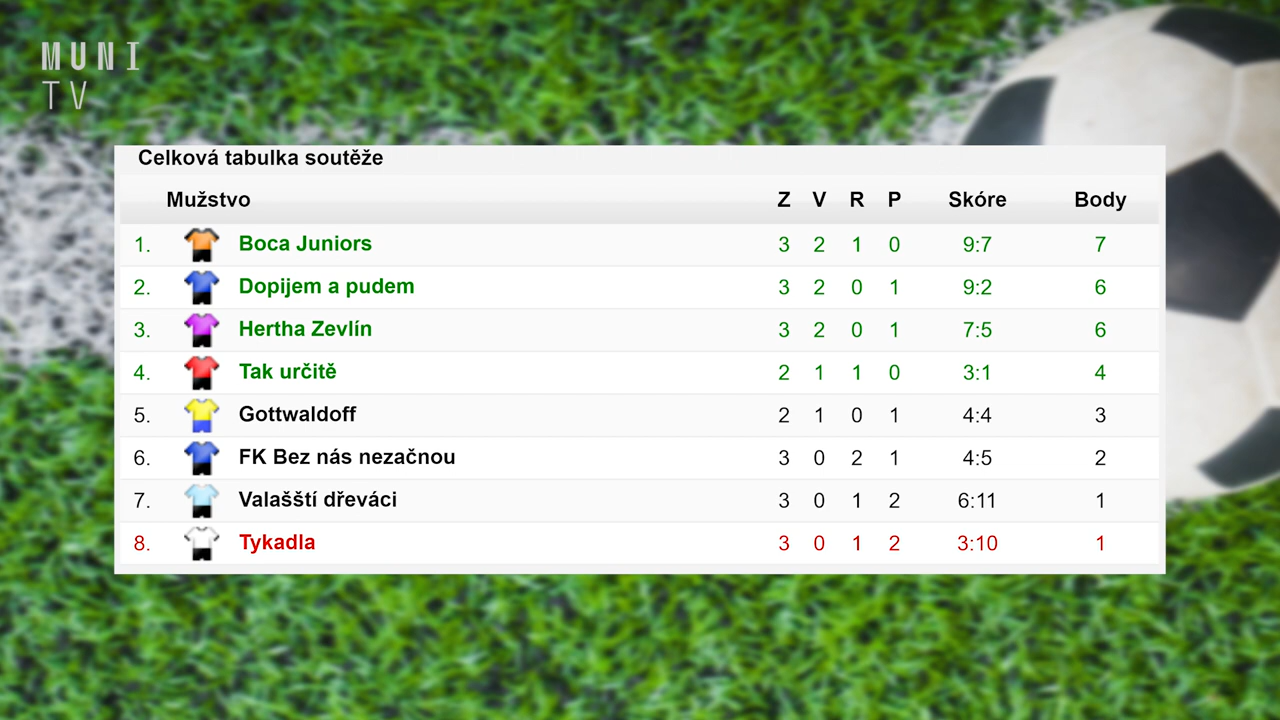 MUNI
TV
Celková tabulka soutěže
Mužstvo Z V R P Skóre Body
1. Boca Juniors 3 2 1 0 9:7 7
2. Dopijem a pudem 3 2 0 1 9:2 6
3. Hertha Zevlín 3 2 0 1 7:5 6
4. Tak určitě 2 1 1 0 3:1 4
5. Gottwaldoff 2 1 0 1 4:4 3
6. FK Bez nás nezačnou 3 0 2 1 4:5 2
7. Valašští dřeváci 3 0 1 2 6:11 1
8. Tykadla 3 0 1 2 3:10 1